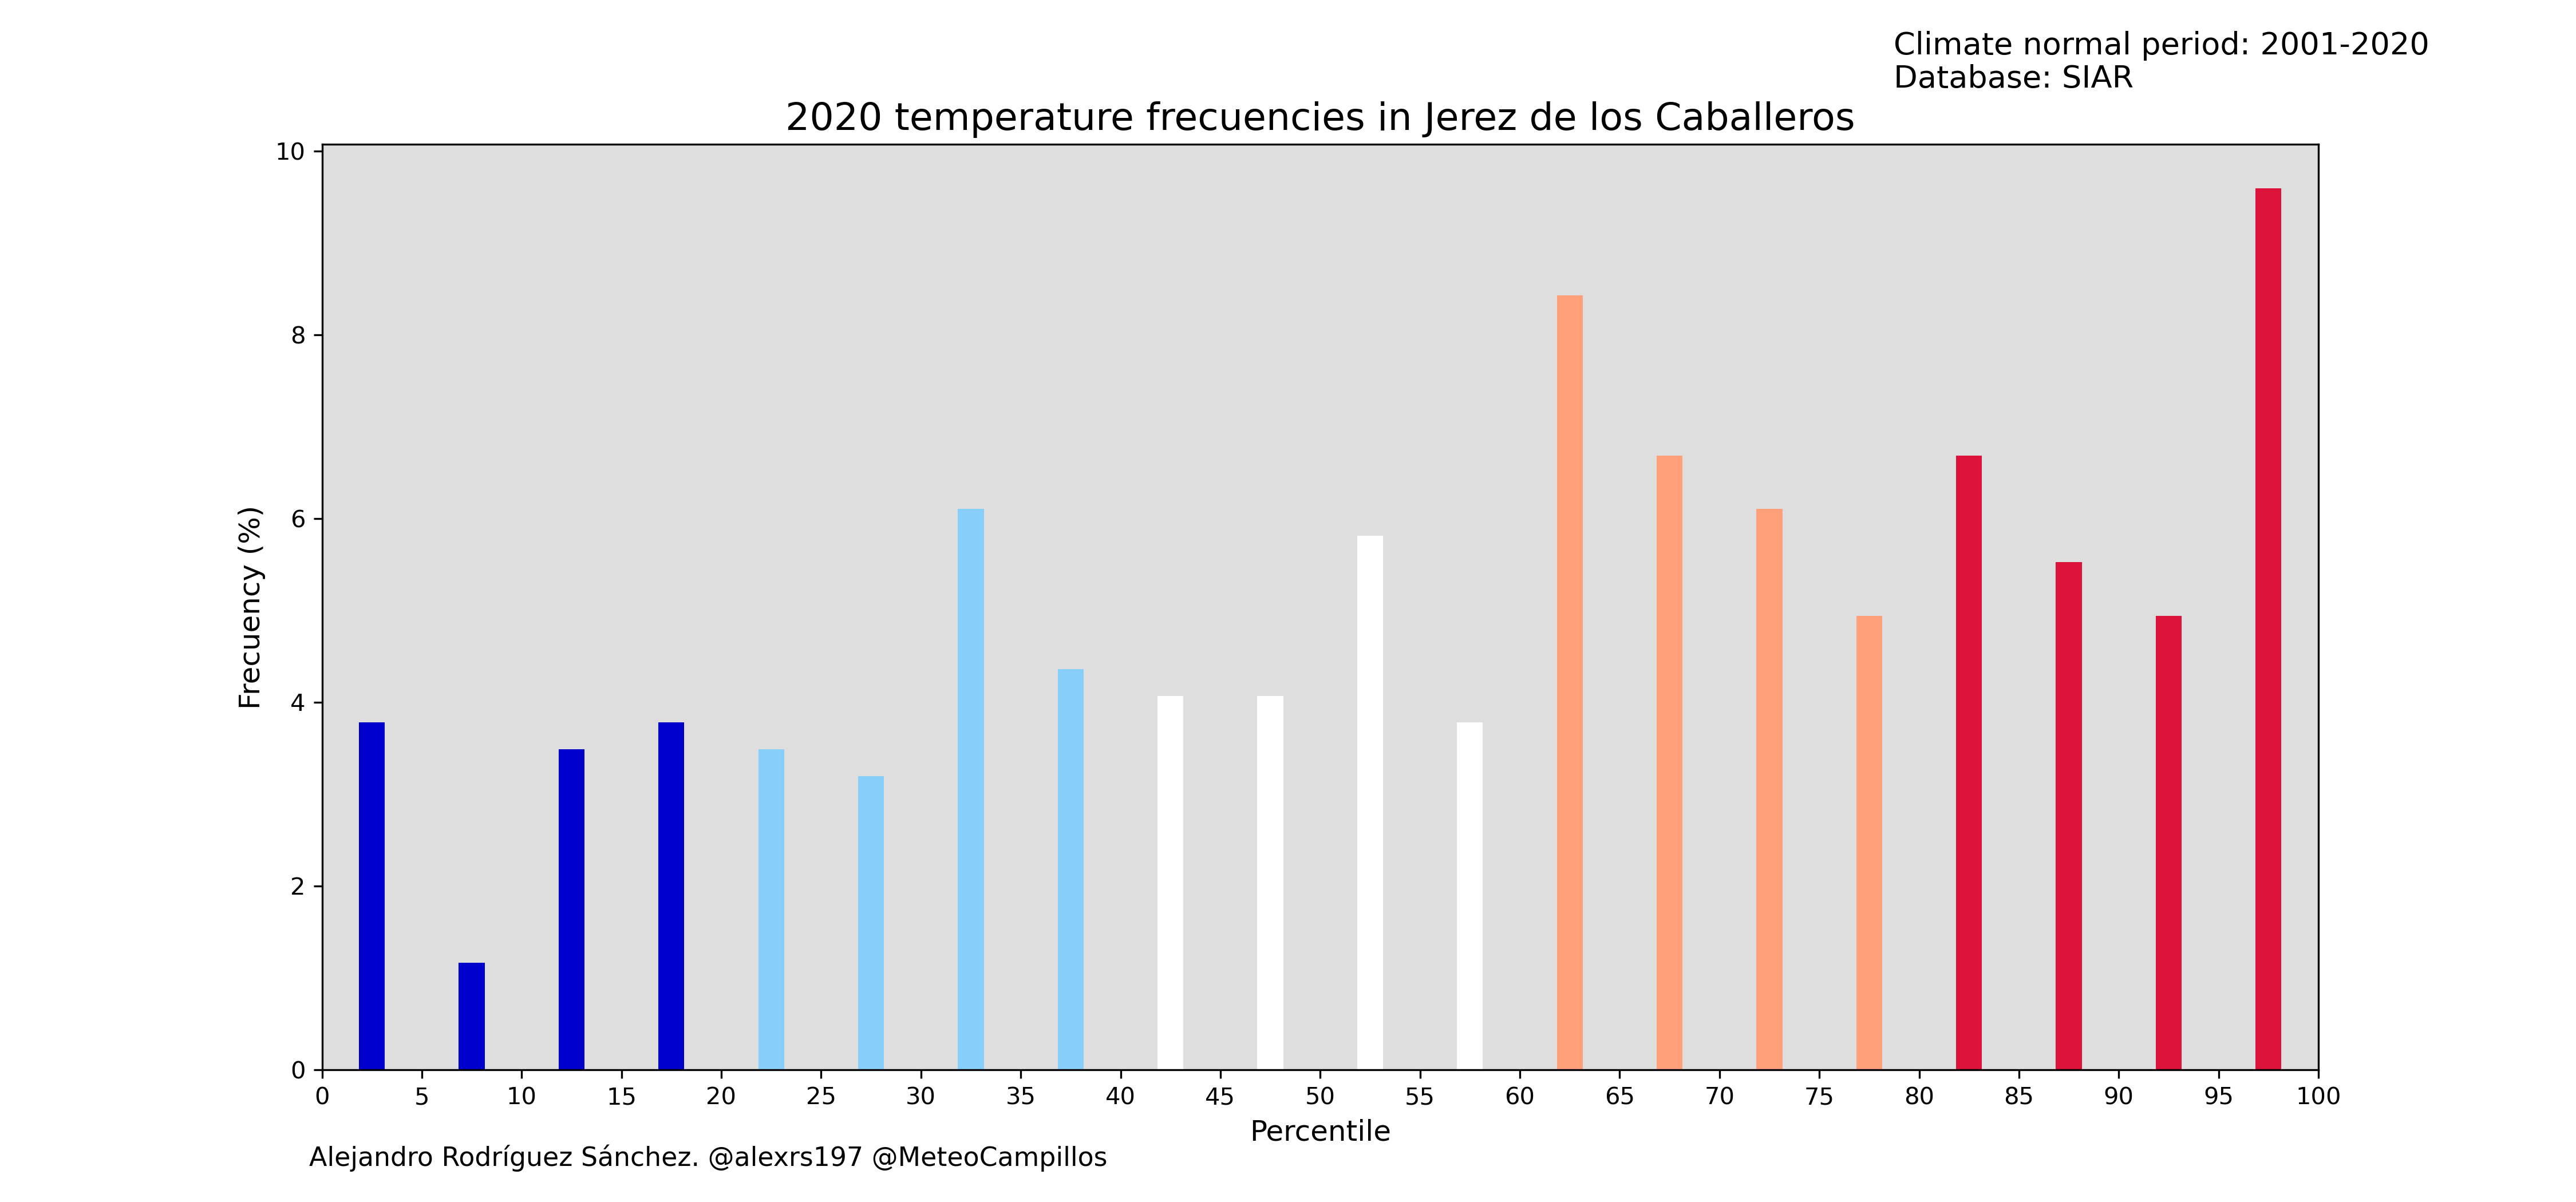 Climate normal period: 2001-2020
Database: SIAR
2020 temperature frecuencies in Jerez de los Caballeros
10
8
6
4
2
0
Frecuency (%)
0 5 10 15 20 25 30 35 40 45 50 55 60 65 70 75 80 85 90 95 100
Percentile
Alejandro Rodríguez Sánchez. @alexrs197 @MeteoCampillos